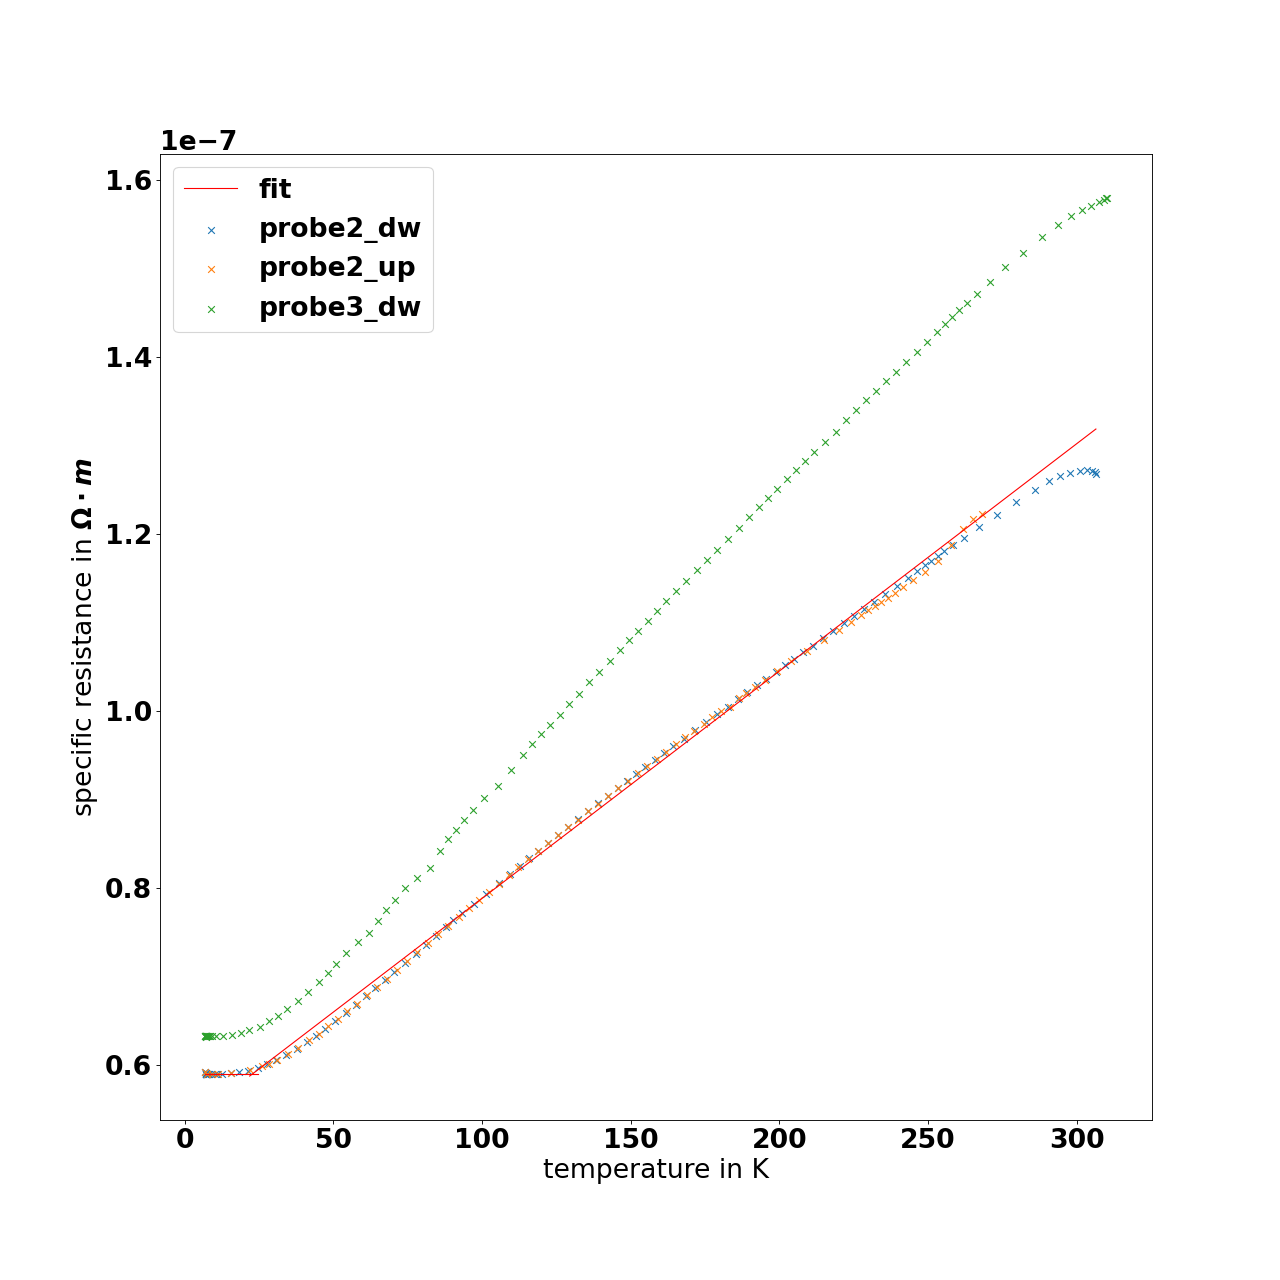 1e−7
1.6
1.4
1.2
1.0
0.8
0.6
specific resistance in Ω · m
fit
probe2_dw
probe2_up
probe3_dw
0 50 100 150 200 250 300
temperature in K